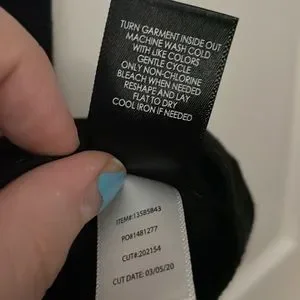 TURN GARMENT INSIDE OUT
MACHINE WASH COLD
WITH LIKE COLORS
GENTLE CYCLE
ONLY NON-CHLORINE
BLEACH WHEN NEEDED
RESHAPE AND LAY
FLAT TO DRY
COOL IRON IF NEEDED
ITEM#:13585843
PO#1481277
CUT#:202154
CUT DATE: 03/05/20